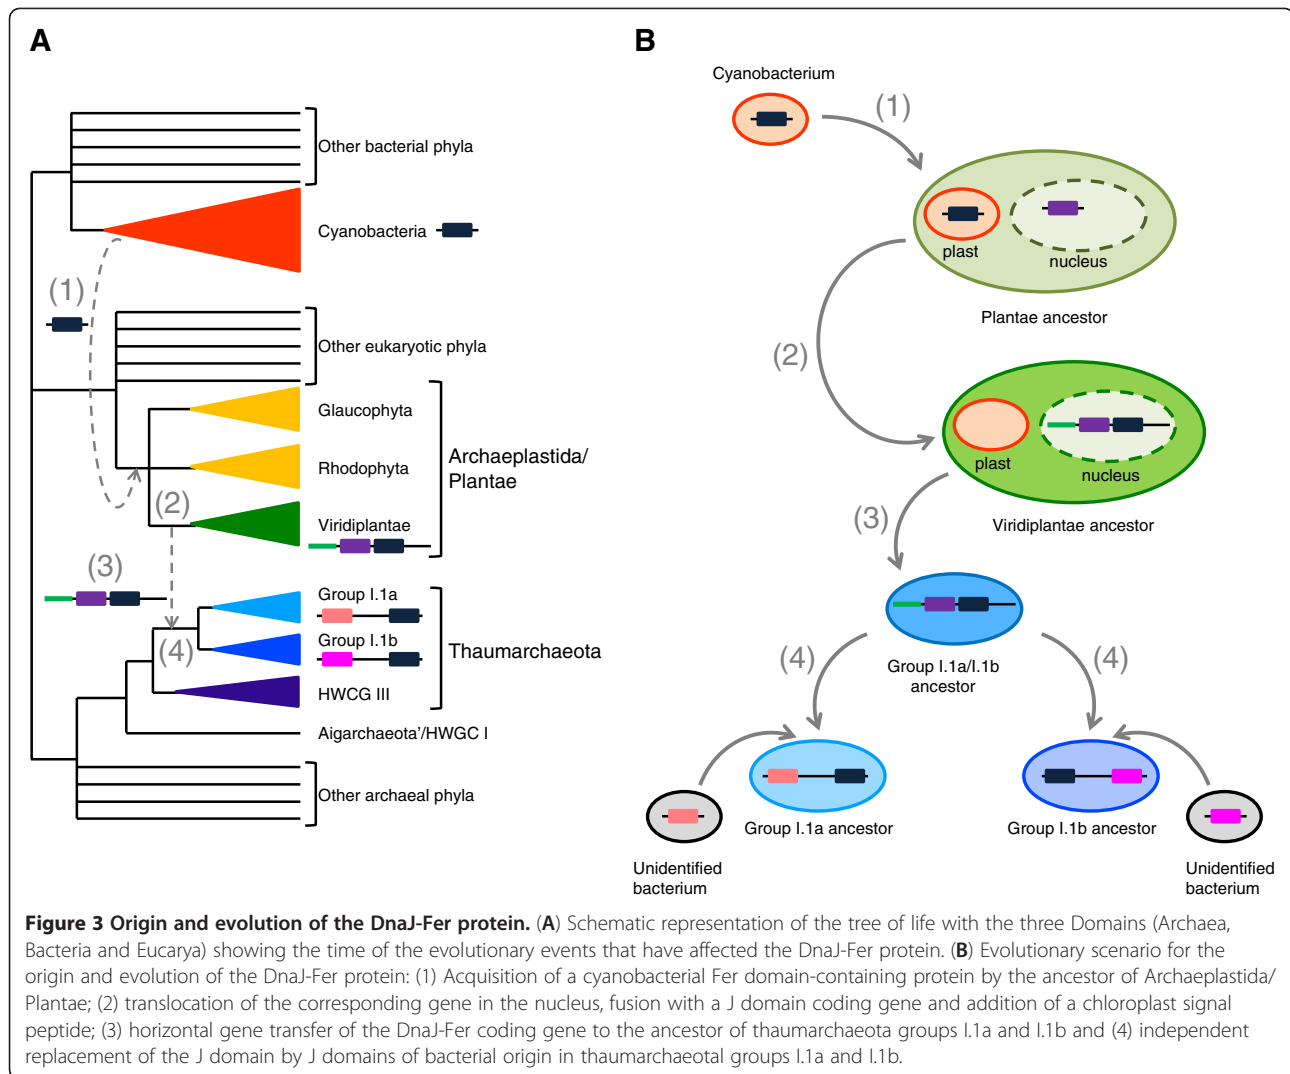 A
Other bacterial phyla
Cyanobacteria
(1)
Other eukaryotic phyla
Glaucophyta
Rhodophyta
Archaeplastida/
Plantae
(2)
Viridiplantae
(3)
Group I.1a
(4)
Group I.1b
Thaumarchaeota
HWCG III
Aigarchaeota'/HWGC I
Other archaeal phyla
B
Cyanobacterium
(1)
plast
nucleus
Plantae ancestor
(2)
plast
nucleus
Viridiplantae ancestor
(3)
Group I.1a/I.1b
ancestor
(4)
(4)
Group I.1a ancestor
Group I.1b ancestor
Unidentified
bacterium
Unidentified
bacterium
Figure 3 Origin and evolution of the DnaJ-Fer protein. (A) Schematic representation of the tree of life with the three Domains (Archaea,
Bacteria and Eucarya) showing the time of the evolutionary events that have affected the DnaJ-Fer protein. (B) Evolutionary scenario for the
origin and evolution of the DnaJ-Fer protein: (1) Acquisition of a cyanobacterial Fer domain-containing protein by the ancestor of Archaeplastida/
Plantae; (2) translocation of the corresponding gene in the nucleus, fusion with a J domain coding gene and addition of a chloroplast signal
peptide; (3) horizontal gene transfer of the DnaJ-Fer coding gene to the ancestor of thaumarchaeota groups I.1a and I.1b and (4) independent
replacement of the J domain by J domains of bacterial origin in thaumarchaeotal groups I.1a and I.1b.